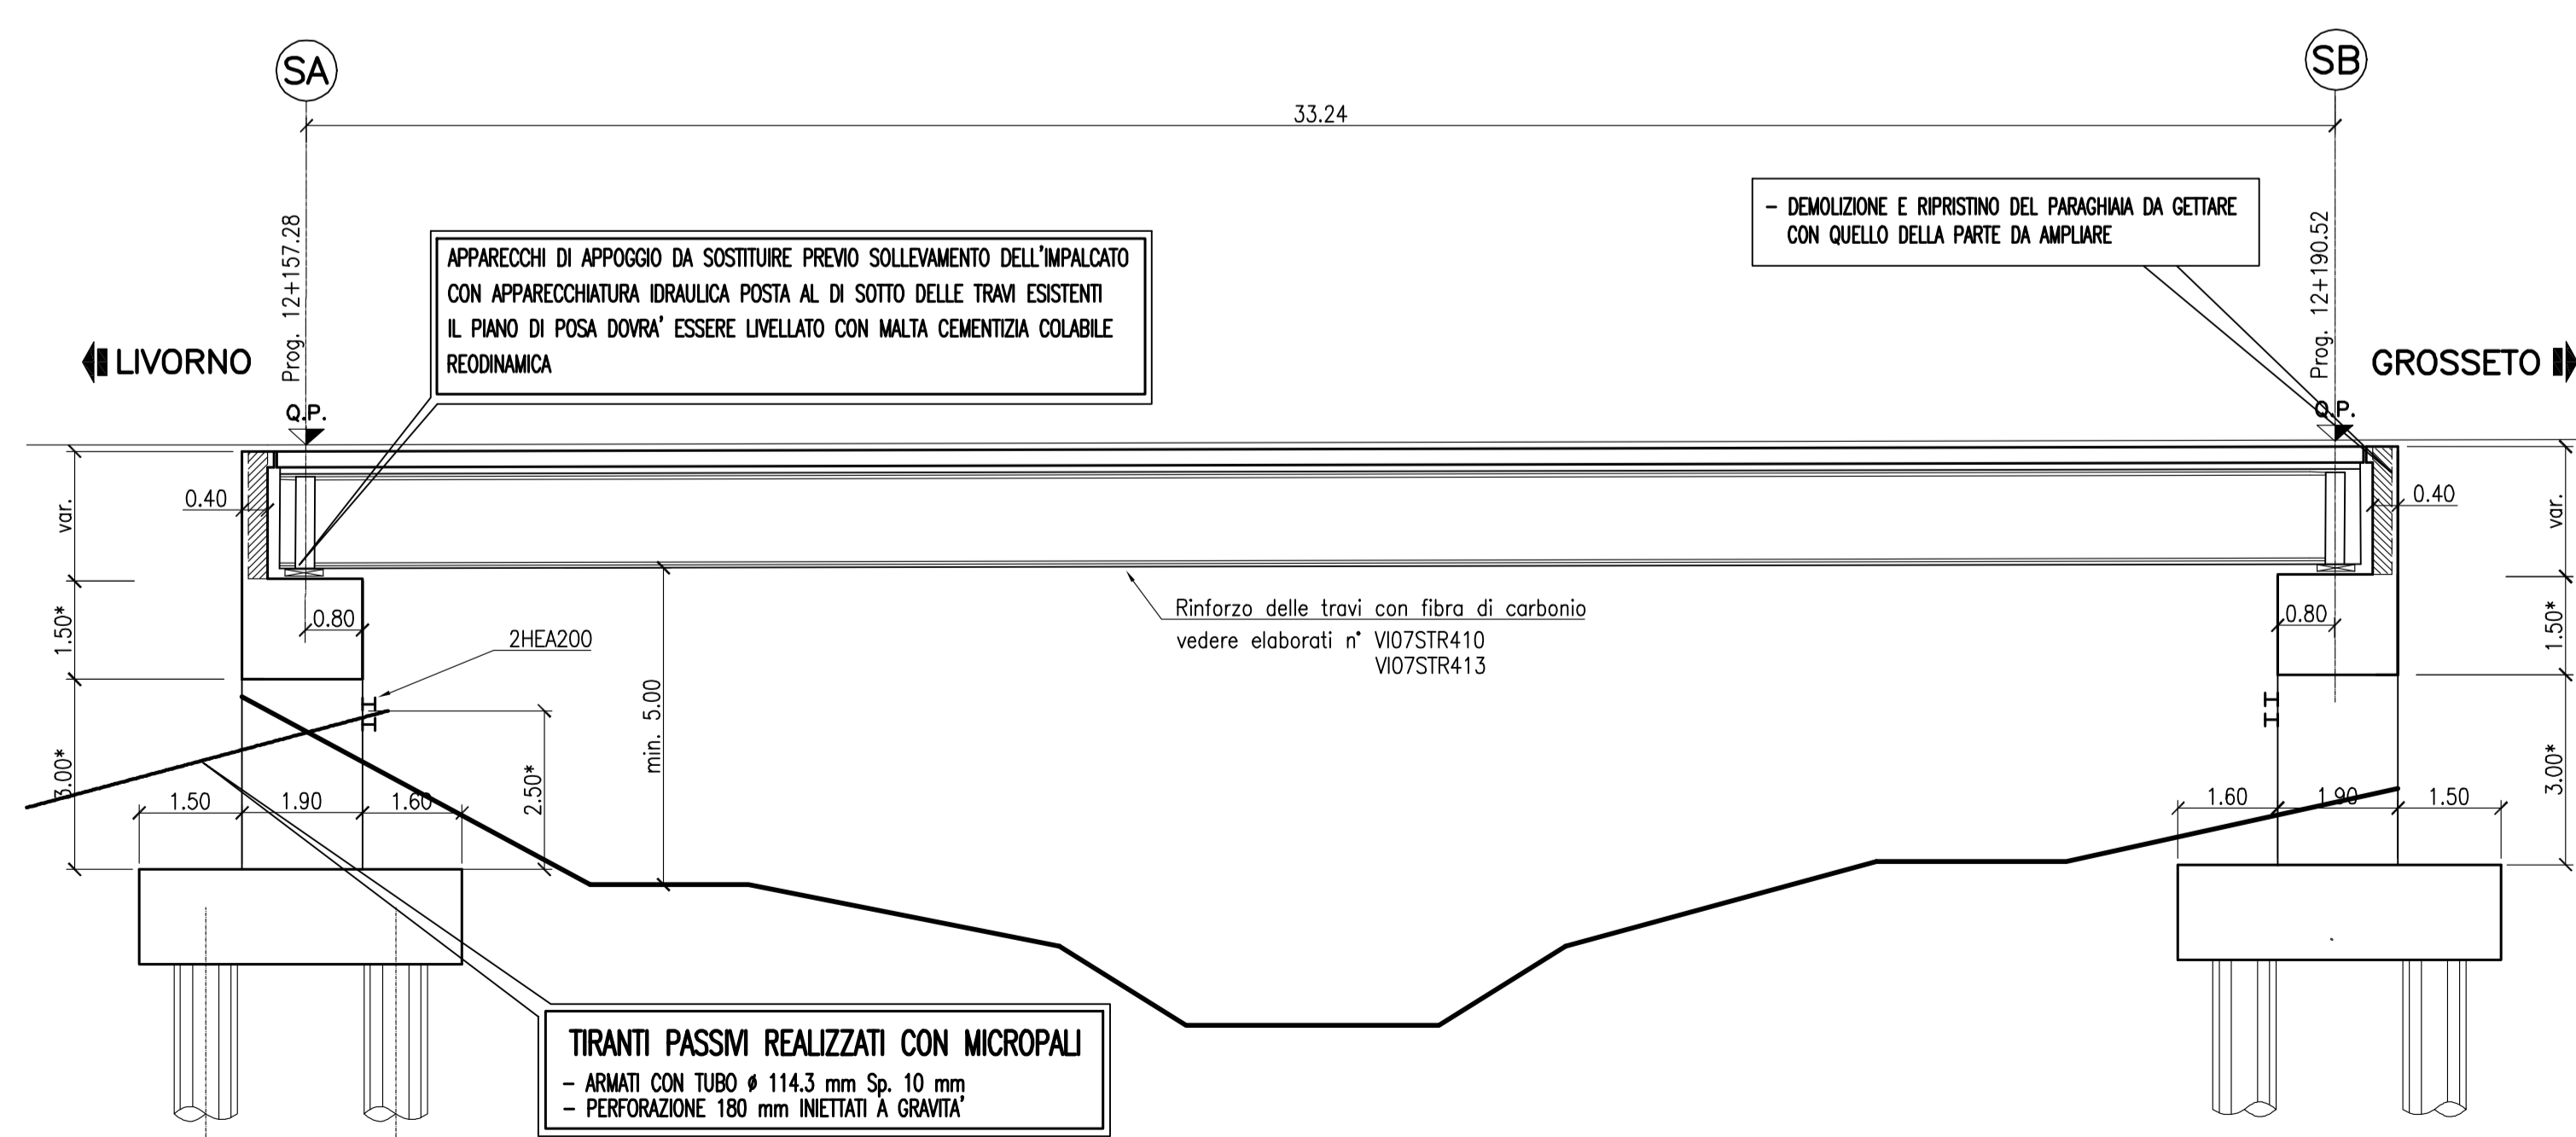 SA
SB
33.24
Prog. 12+157.28
Prog. 12+190.52
- DEMOLIZIONE E RIPRISTINO DEL PARAGHIAIA DA GETTARE
CON QUELLO DELLA PARTE DA AMPLIARE
APPARECCHI DI APPOGGIO DA SOSTITUIRE PREVIO SOLLEVAMENTO DELL'IMPALCATO
CON APPARECCHIATURA IDRAULICA POSTA AL DI SOTTO DELLE TRAVI ESISTENTI
IL PIANO DI POSA DOVRA' ESSERE LIVELLATO CON MALTA CEMENTIZIA COLABILE
REODINAMICA
LIVORNO
GROSSETO
Q.P.
Q.P.
var.
0.40
0.40
var.
1.50*
0.80
2HEA200
Rinforzo delle travi con fibra di carbonio
vedere elaborati n° VI07STR410
VI07STR413
0.80
1.50*
min. 5.00
3.00*
2.50*
3.00*
1.50
1.90
1.60
1.60
1.90
1.50
TIRANTI PASSIVI REALIZZATI CON MICROPALI
- ARMATI CON TUBO ø 114.3 mm Sp. 10 mm
- PERFORAZIONE 180 mm INIETTATI A GRAVITA'